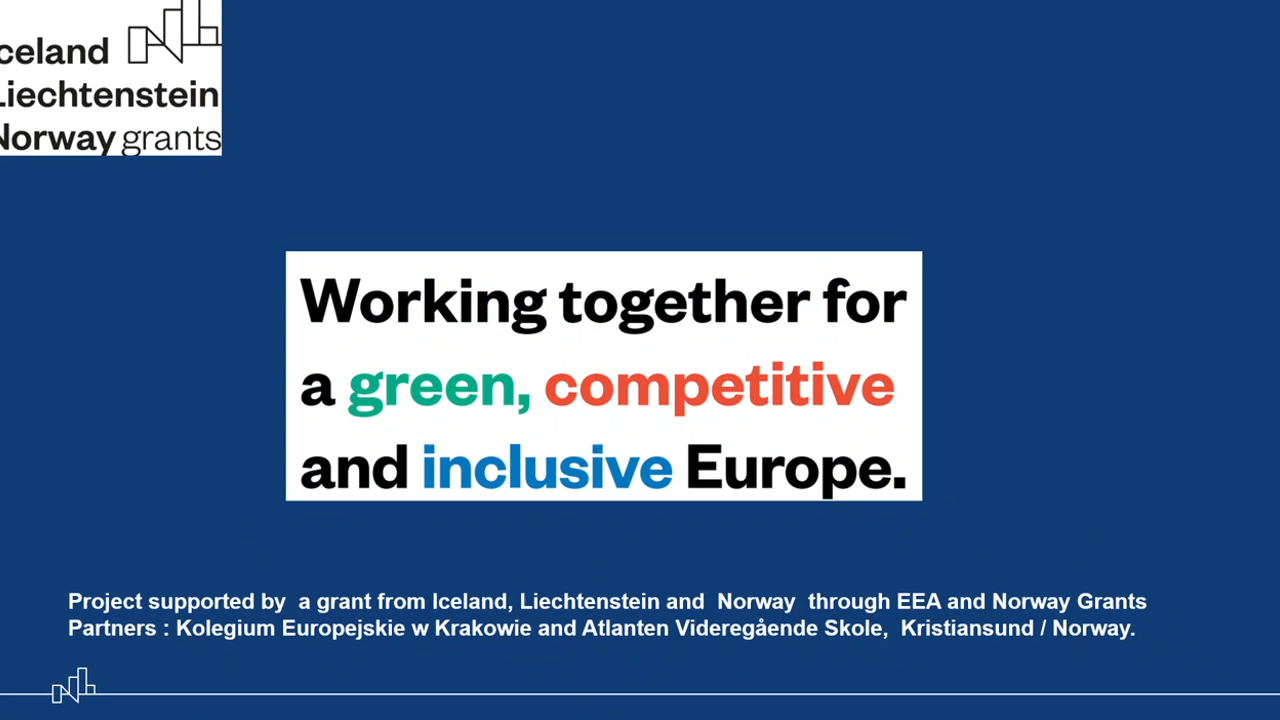 celand
Liechtenstein
Norway grants
Working together for
a green, competitive
and inclusive Europe.
Project supported by  a grant from Iceland, Liechtenstein and  Norway  through EEA and Norway Grants
Partners : Kolegium Europejskie w Krakowie and Atlanten Videregående Skole,  Kristiansund / Norway.